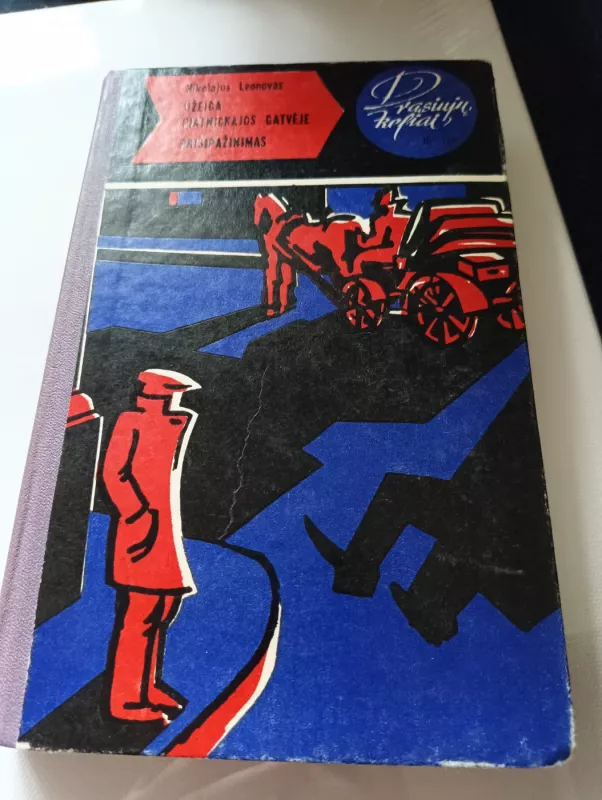 Nikolajus Leonovas
UŽEIGA
PIATNICKAJOS GATVĖJE
PRISIPAŽINIMAS
Drąsiųjų
keliai